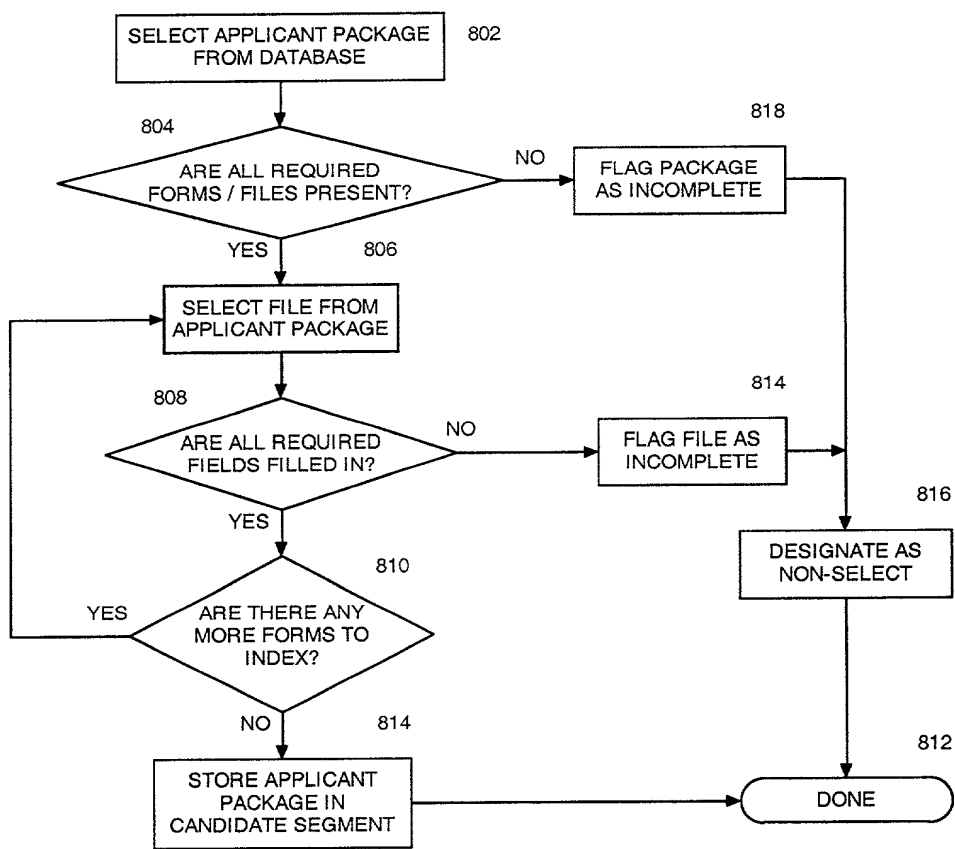 SELECT APPLICANT PACKAGE
FROM DATABASE
802
804
ARE ALL REQUIRED
FORMS / FILES PRESENT?
NO
818
FLAG PACKAGE
AS INCOMPLETE
YES
806
SELECT FILE FROM
APPLICANT PACKAGE
808
ARE ALL REQUIRED
FIELDS FILLED IN?
NO
814
FLAG FILE AS
INCOMPLETE
816
DESIGNATE AS
NON-SELECT
YES
810
ARE THERE ANY
MORE FORMS TO
INDEX?
YES
NO
814
STORE APPLICANT
PACKAGE IN
CANDIDATE SEGMENT
812
DONE